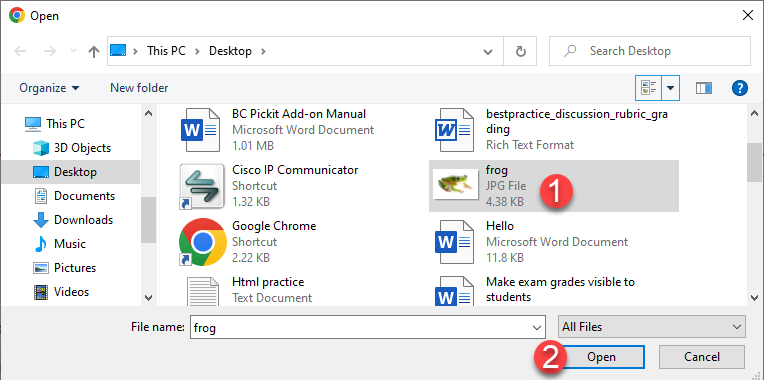 Open
This PC > Desktop >
Search Desktop
Organize
New folder
?
This PC
3D Objects
Desktop
Documents
Downloads
Music
Pictures
Videos
BC Pickit Add-on Manual
Microsoft Word Document
1.01 MB
bestpractice_discussion_rubric_gra
ding
Rich Text Format
Cisco IP Communicator
Shortcut
1.32 KB
frog
JPG File
4.38 KB
1
Google Chrome
Shortcut
2.22 KB
Hello
Microsoft Word Document
11.8 KB
Html practice
Text Document
Make exam grades visible to
students
File name:
frog
All Files
2
Open
Cancel